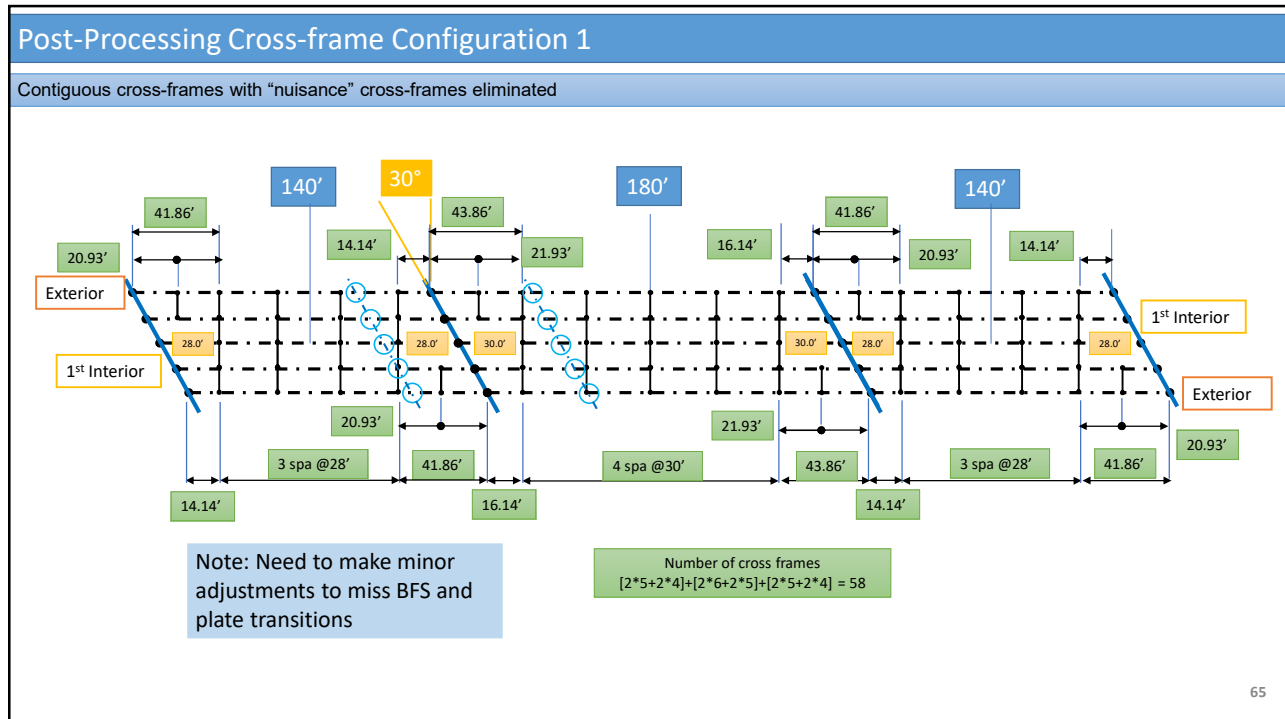 Post-Processing Cross-frame Configuration 1
Contiguous cross-frames with “nuisance” cross-frames eliminated
140’
30°
180’
140’
41.86’
43.86’
41.86’
14.14’
21.93’
16.14’
20.93’
14.14’
20.93’
Exterior
1st Interior
28.0’
28.0’
30.0’
30.0’
28.0’
28.0’
1st Interior
Exterior
20.93’
21.93’
20.93’
3 spa @28’
41.86’
4 spa @30’
43.86’
3 spa @28’
41.86’
14.14’
16.14’
14.14’
Note: Need to make minor
adjustments to miss BFS and
plate transitions
Number of cross frames
[2*5+2*4]+[2*6+2*5]+[2*5+2*4] = 58
65